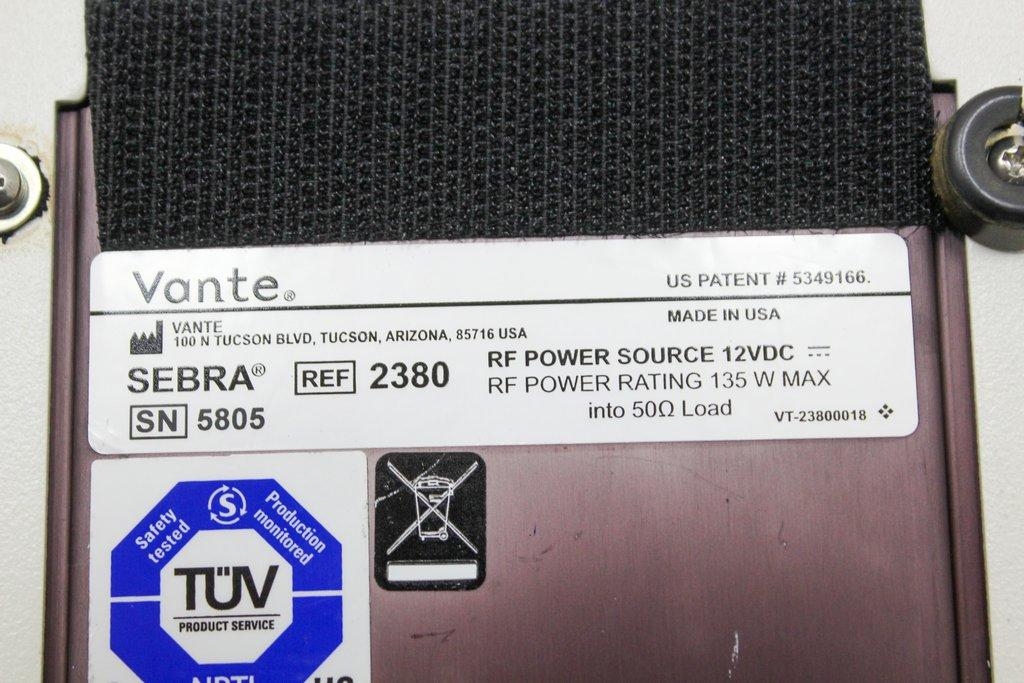 Vante®
US PATENT # 5349166.
MADE IN USA
VANTE
100 N TUCSON BLVD, TUCSON, ARIZONA, 85716 USA
SEBRA® REF 2380
SN 5805
RF POWER SOURCE 12VDC
RF POWER RATING 135 W MAX
into 50Ω Load
VT-23800018
Safety tested
S
Production monitored
TÜV
PRODUCT SERVICE